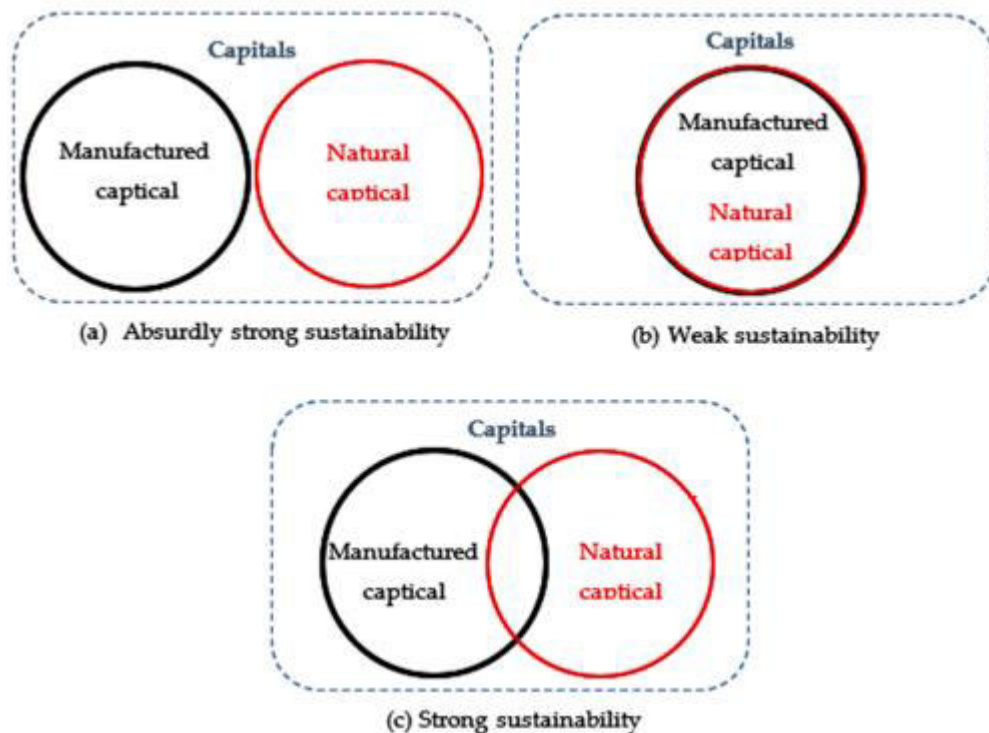 Capitals
Manufactured
captical
Natural
captical
(a) Absurdly strong sustainability
Capitals
Manufactured
captical
Natural
captical
(b) Weak sustainability
Capitals
Manufactured
captical
Natural
captical
(c) Strong sustainability